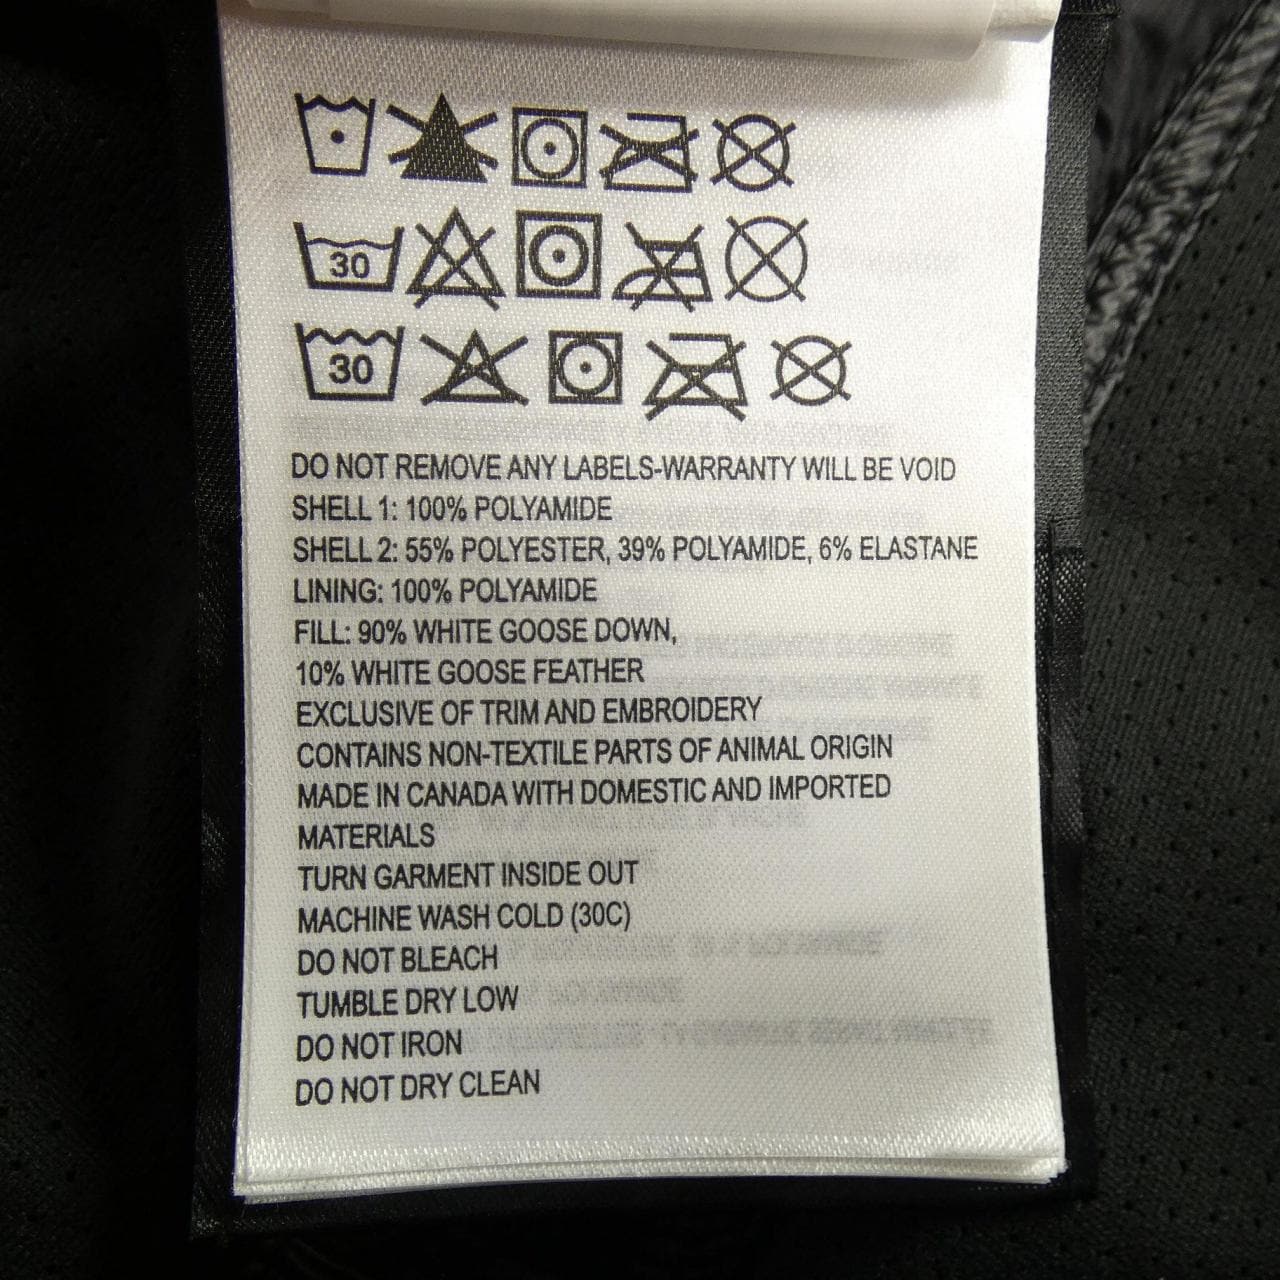 30
30
DO NOT REMOVE ANY LABELS-WARRANTY WILL BE VOID
SHELL 1: 100% POLYAMIDE
SHELL 2: 55% POLYESTER, 39% POLYAMIDE, 6% ELASTANE
LINING: 100% POLYAMIDE
FILL: 90% WHITE GOOSE DOWN,
10% WHITE GOOSE FEATHER
EXCLUSIVE OF TRIM AND EMBROIDERY
CONTAINS NON-TEXTILE PARTS OF ANIMAL ORIGIN
MADE IN CANADA WITH DOMESTIC AND IMPORTED
MATERIALS
TURN GARMENT INSIDE OUT
MACHINE WASH COLD (30C)
DO NOT BLEACH
TUMBLE DRY LOW
DO NOT IRON
DO NOT DRY CLEAN